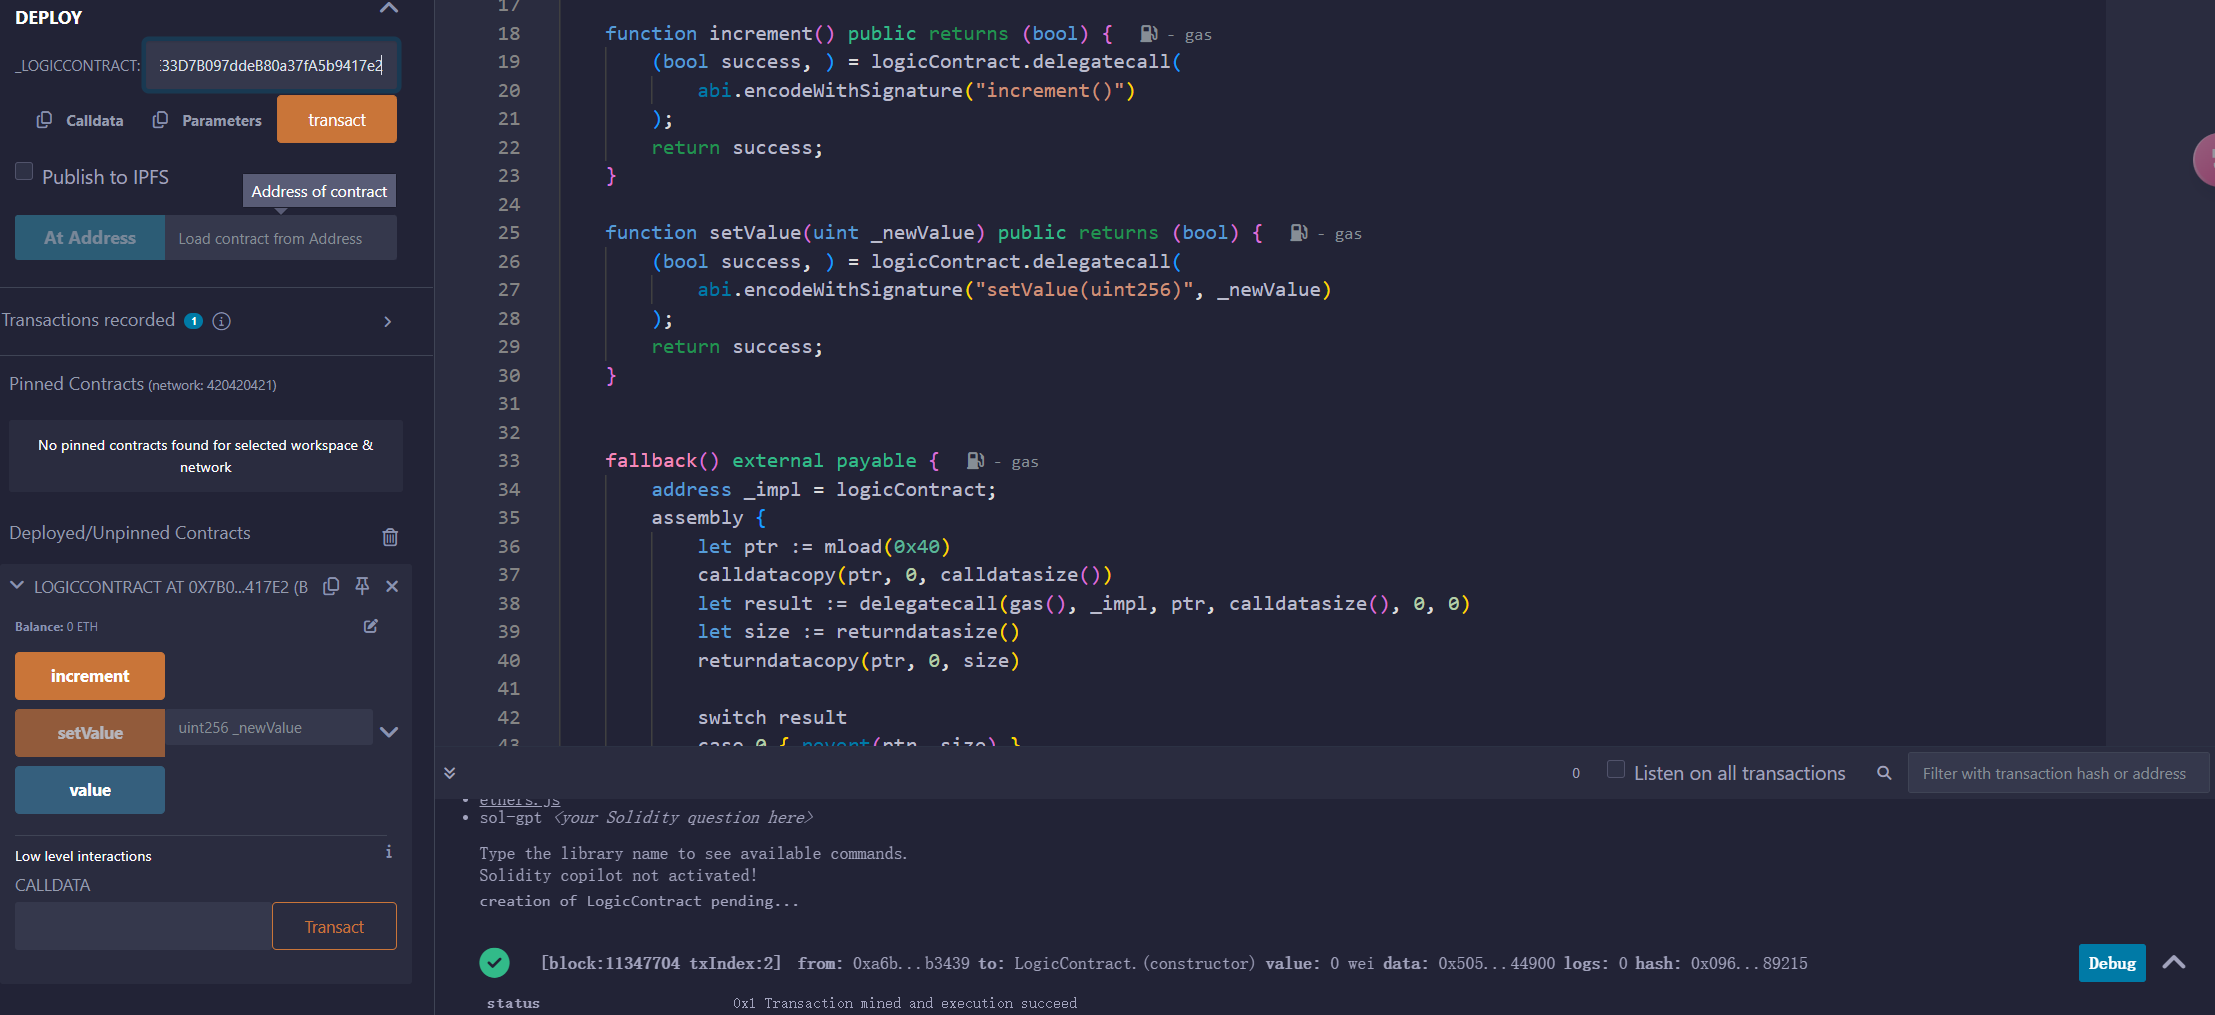 DEPLOY
_LOGICCONTRACT: 33D7B097ddeB80a37fA5b9417e2
Calldata Parameters transact
Publish to IPFS
Address of contract
At Address Load contract from Address
Transactions recorded 1 i
Pinned Contracts (network: 420420421)
No pinned contracts found for selected workspace &
network
Deployed/Unpinned Contracts
LOGICCONTRACT AT 0X7B0...417E2 (B
Balance: 0 ETH
increment
setValue uint256 _newValue
value
Low level interactions i
CALLDATA
Transact
17
18 function increment() public returns (bool) { - gas
19 (bool success, ) = logicContract.delegatecall(
20 abi.encodeWithSignature("increment()")
21 );
22 return success;
23 }
24
25 function setValue(uint _newValue) public returns (bool) { - gas
26 (bool success, ) = logicContract.delegatecall(
27 abi.encodeWithSignature("setValue(uint256)", _newValue)
28 );
29 return success;
30 }
31
32
33 fallback() external payable { - gas
34 address _impl = logicContract;
35 assembly {
36 let ptr := mload(0x40)
37 calldatacopy(ptr, 0, calldatasize())
38 let result := delegatecall(gas(), _impl, ptr, calldatasize(), 0, 0)
39 let size := returndatasize()
40 returndatacopy(ptr, 0, size)
41
42 switch result
43 case 0 { revert(ptr, size) }
0 Listen on all transactions Filter with transaction hash or address
• ethers.js
• sol-gpt <your Solidity question here>
Type the library name to see available commands.
Solidity copilot not activated!
creation of LogicContract pending...
[block:11347704 txIndex:2] from: 0xa6b...b3439 to: LogicContract.(constructor) value: 0 wei data: 0x505...44900 logs: 0 hash: 0x096...89215 Debug
status 0x1 Transaction mined and execution succeed